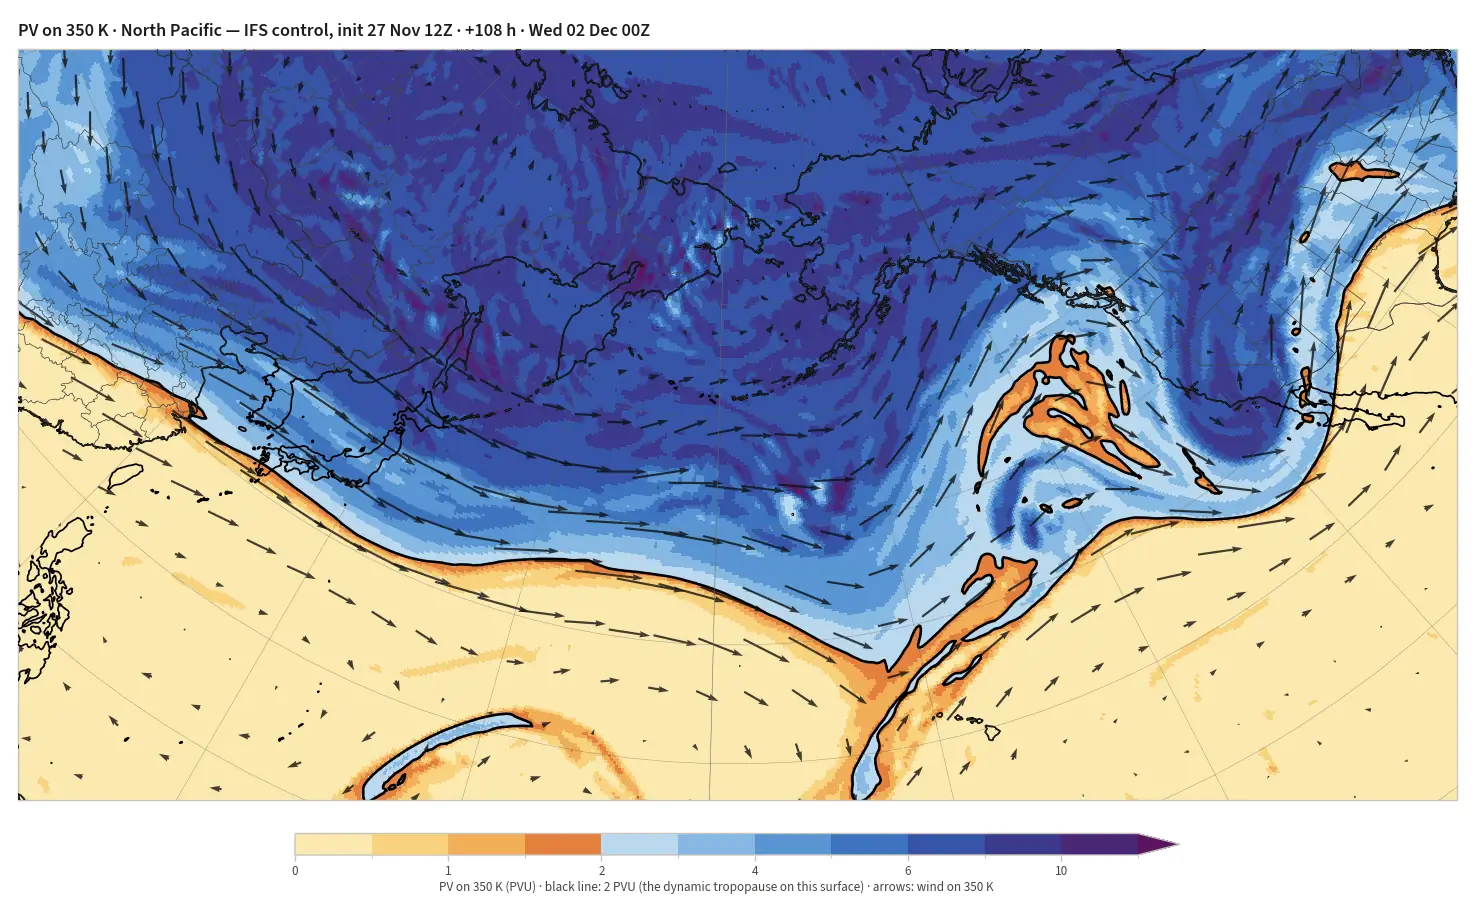 PV on 350 K · North Pacific — IFS control, init 27 Nov 12Z · +108 h · Wed 02 Dec 00Z
0 1 2 4 6 10
PV on 350 K (PVU) · black line: 2 PVU (the dynamic tropopause on this surface) · arrows: wind on 350 K